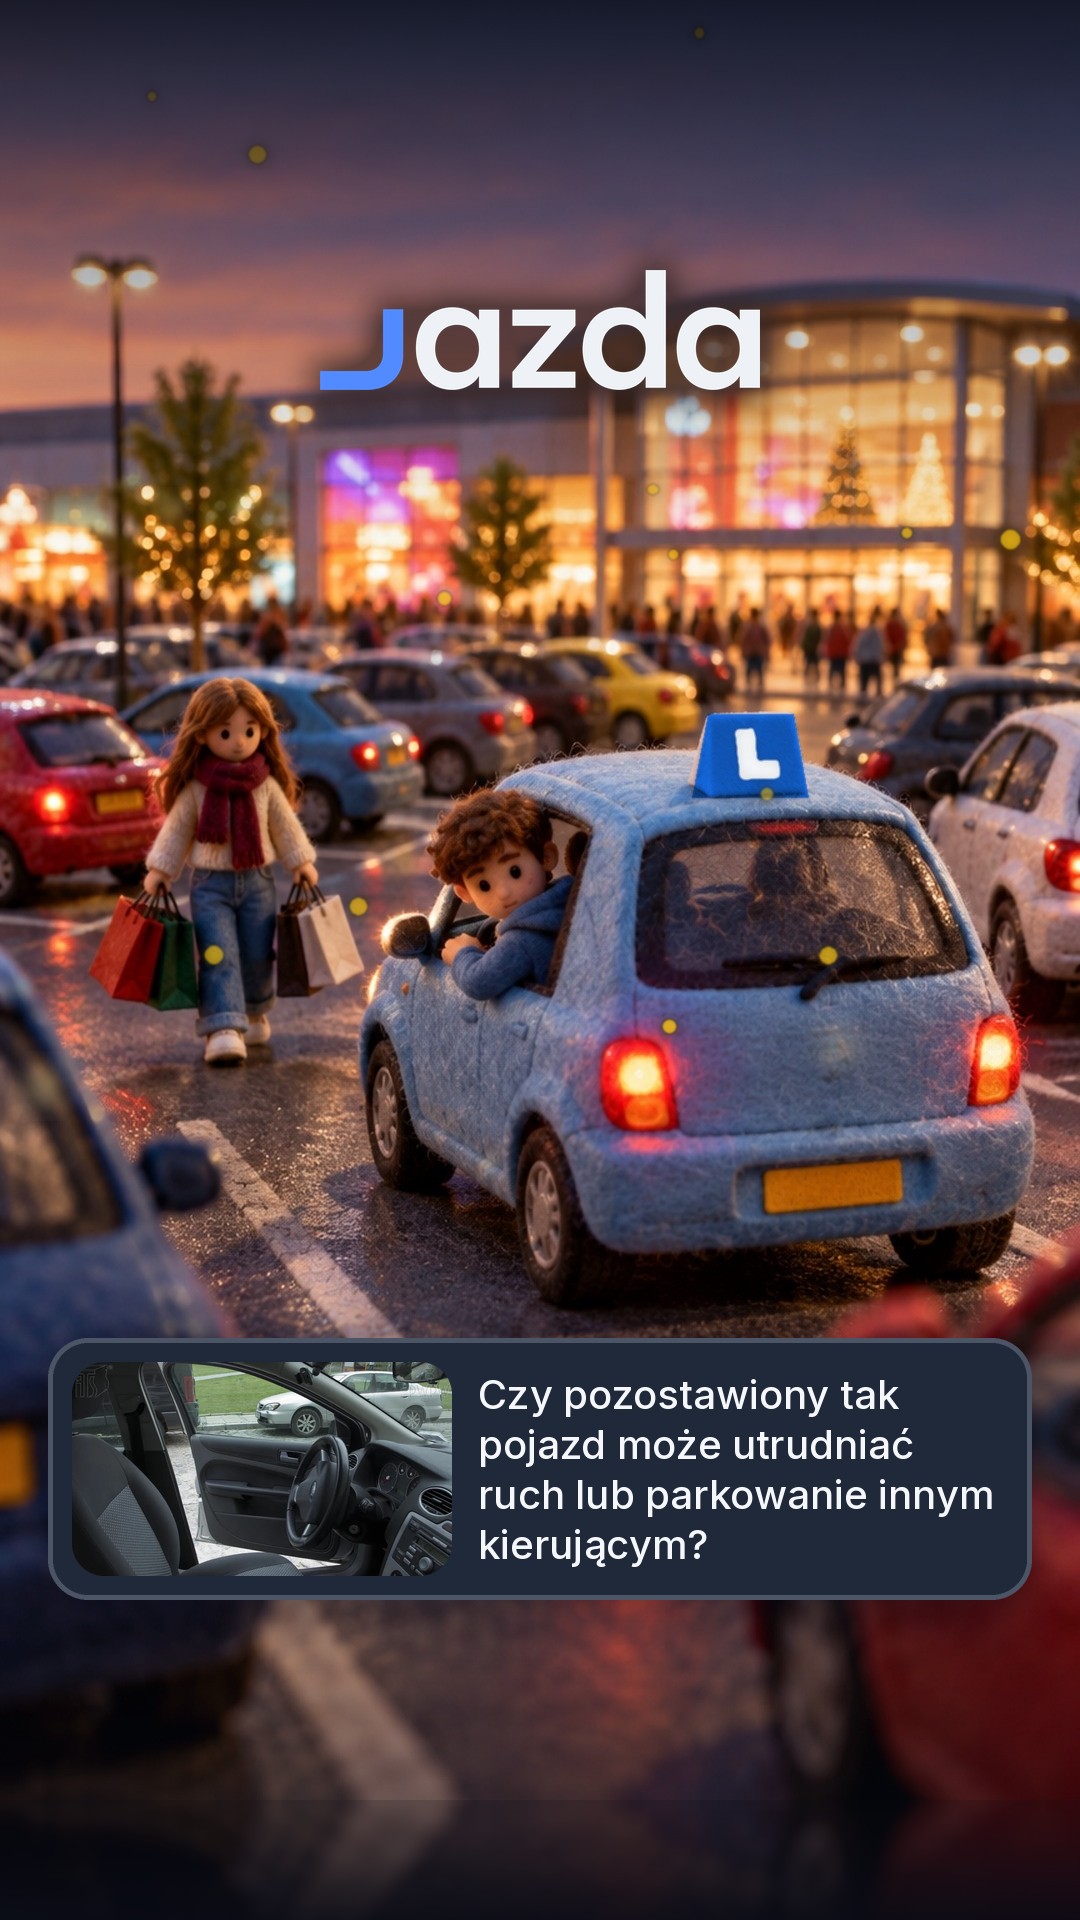 Jazda
L
Czy pozostawiony tak
pojazd może utrudniać
ruch lub parkowanie innym
kierującym?